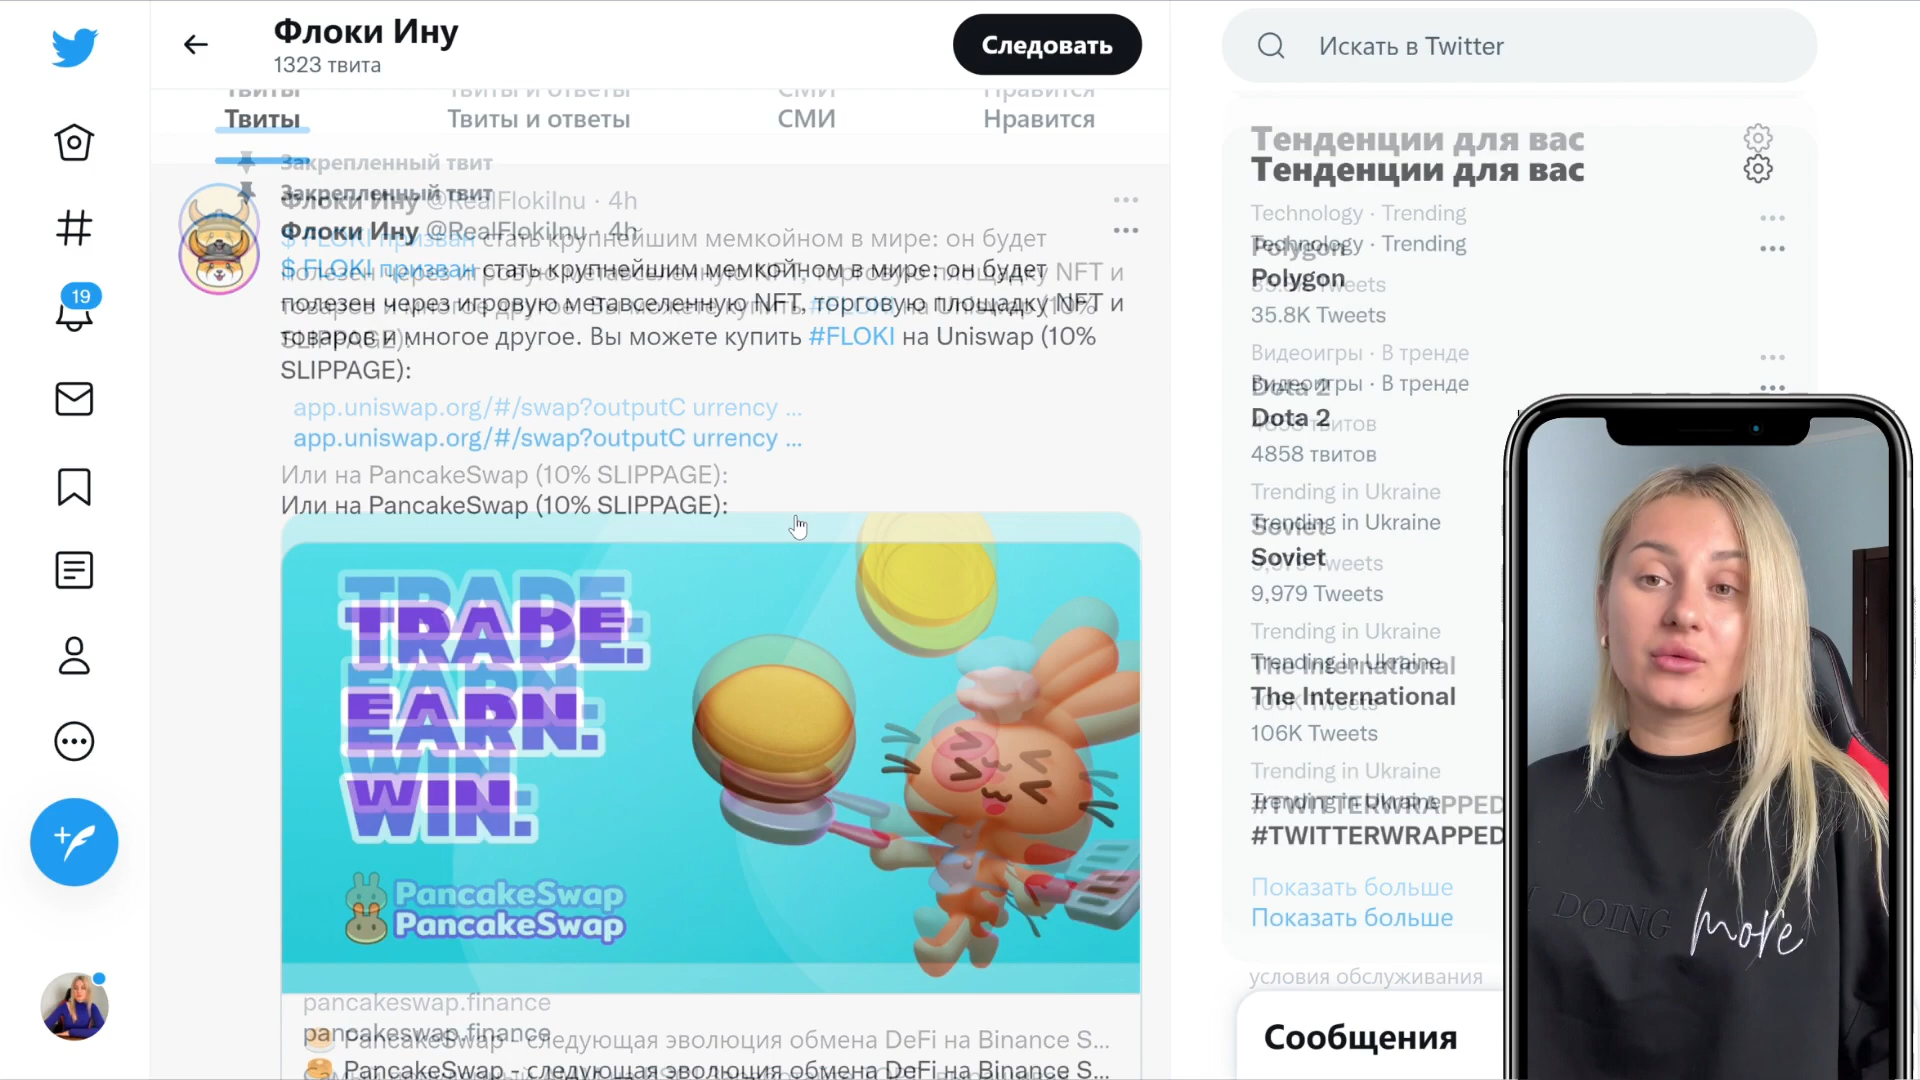 Флоки Ину
1323 твита
Следовать
Искать в Twitter
Твиты
Твиты и ответы
СМИ
Нравится
Закрепленный твит
Флоки Ину @RealFlokiInu · 4h
$ FLOKI призван стать крупнейшим мемкойном в мире: он будет
полезен через игровую метавселенную NFT, торговую площадку NFT и
товаров и многое другое. Вы можете купить #FLOKI на Uniswap (10%
SLIPPAGE):
app.uniswap.org/#/swap?outputC urrency ...
Или на PancakeSwap (10% SLIPPAGE):
TRADE.
EARN.
WIN.
PancakeSwap
pancakeswap.finance
PancakeSwap - следующая эволюция обмена DeFi на Binance S...
19
Тенденции для вас
Technology · Trending
Polygon
35.8K Tweets
Видеоигры · В тренде
Dota 2
4858 твитов
Trending in Ukraine
Soviet
9,979 Tweets
Trending in Ukraine
The International
106K Tweets
Trending in Ukraine
#TWITTERWRAPPED
Показать больше
условия обслуживания
Сообщения
DOING
more